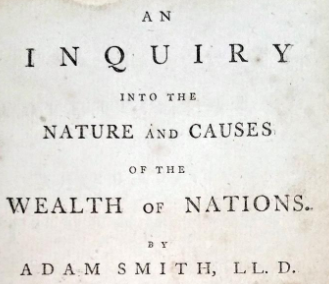 AN
INQUIRY
INTO THE
NATURE AND CAUSES
OF THE
WEALTH OF NATIONS.
BY
ADAM SMITH, LL. D.